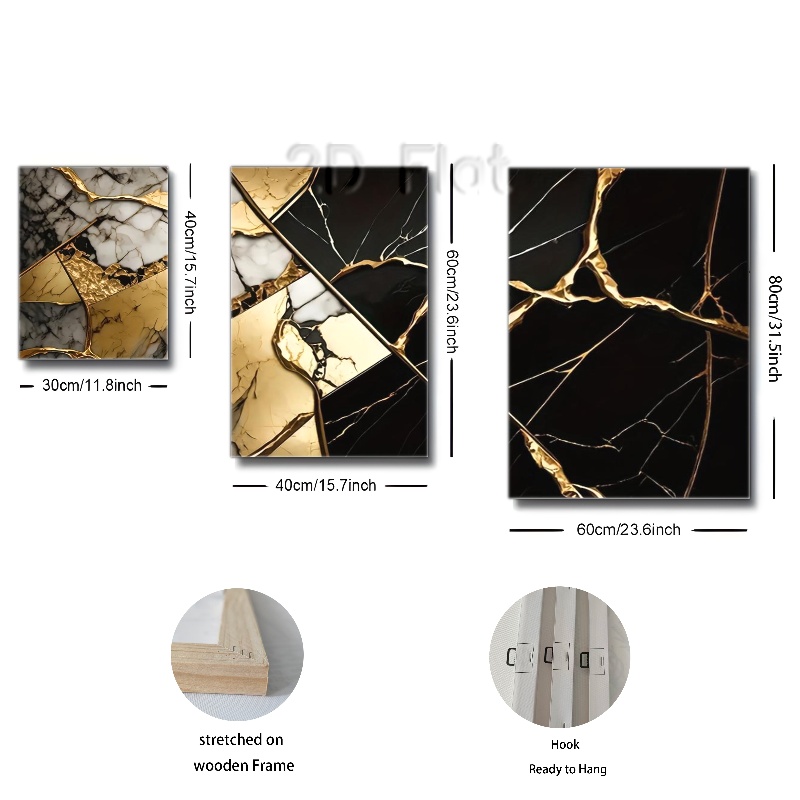 2D Flat
40cm/15.7inch
30cm/11.8inch
60cm/23.6inch
40cm/15.7inch
80cm/31.5inch
60cm/23.6inch
stretched on
wooden Frame
Hook
Ready to Hang